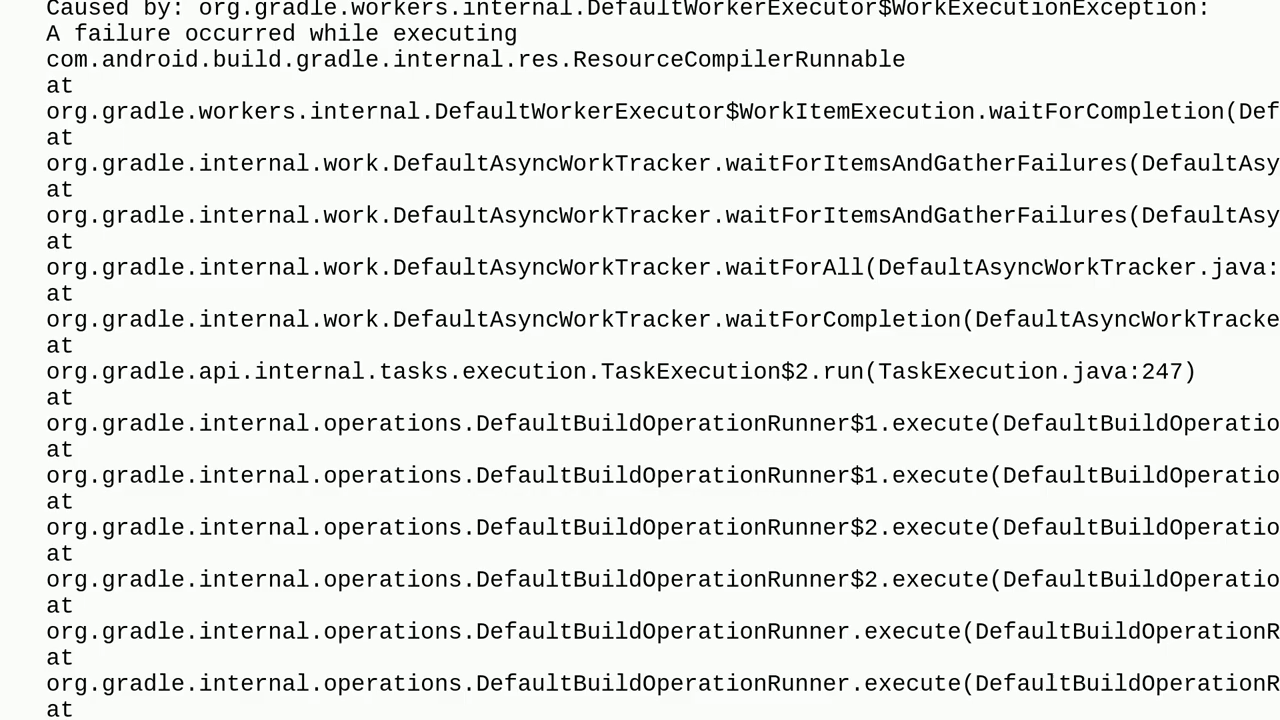 Caused by: org.gradle.workers.internal.DefaultWorkerExecutor$WorkExecutionException:
A failure occurred while executing
com.android.build.gradle.internal.res.ResourceCompilerRunnable
at
org.gradle.workers.internal.DefaultWorkerExecutor$WorkItemExecution.waitForCompletion(Def
at
org.gradle.internal.work.DefaultAsyncWorkTracker.waitForItemsAndGatherFailures(DefaultAsy
at
org.gradle.internal.work.DefaultAsyncWorkTracker.waitForItemsAndGatherFailures(DefaultAsy
at
org.gradle.internal.work.DefaultAsyncWorkTracker.waitForAll(DefaultAsyncWorkTracker.java:
at
org.gradle.internal.work.DefaultAsyncWorkTracker.waitForCompletion(DefaultAsyncWorkTracke
at
org.gradle.api.internal.tasks.execution.TaskExecution$2.run(TaskExecution.java:247)
at
org.gradle.internal.operations.DefaultBuildOperationRunner$1.execute(DefaultBuildOperatio
at
org.gradle.internal.operations.DefaultBuildOperationRunner$1.execute(DefaultBuildOperatio
at
org.gradle.internal.operations.DefaultBuildOperationRunner$2.execute(DefaultBuildOperatio
at
org.gradle.internal.operations.DefaultBuildOperationRunner$2.execute(DefaultBuildOperatio
at
org.gradle.internal.operations.DefaultBuildOperationRunner.execute(DefaultBuildOperationR
at
org.gradle.internal.operations.DefaultBuildOperationRunner.execute(DefaultBuildOperationR
at